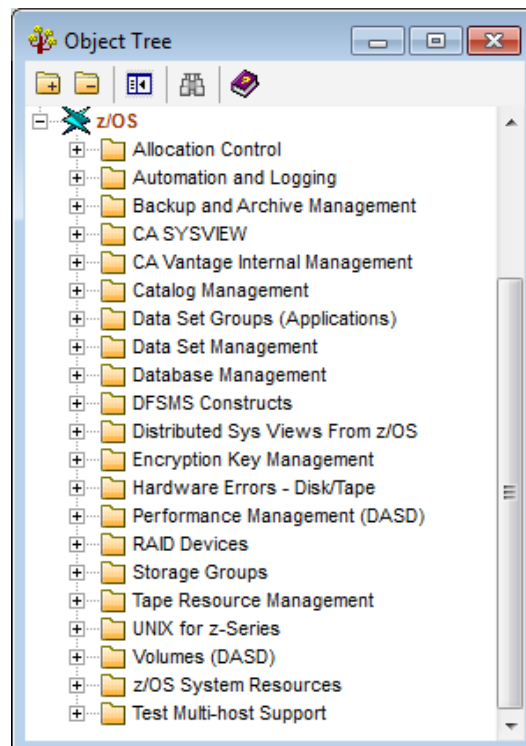 Object Tree
z/OS
Allocation Control
Automation and Logging
Backup and Archive Management
CA SYSVIEW
CA Vantage Internal Management
Catalog Management
Data Set Groups (Applications)
Data Set Management
Database Management
DFSMS Constructs
Distributed Sys Views From z/OS
Encryption Key Management
Hardware Errors - Disk/Tape
Performance Management (DASD)
RAID Devices
Storage Groups
Tape Resource Management
UNIX for z-Series
Volumes (DASD)
z/OS System Resources
Test Multi-host Support